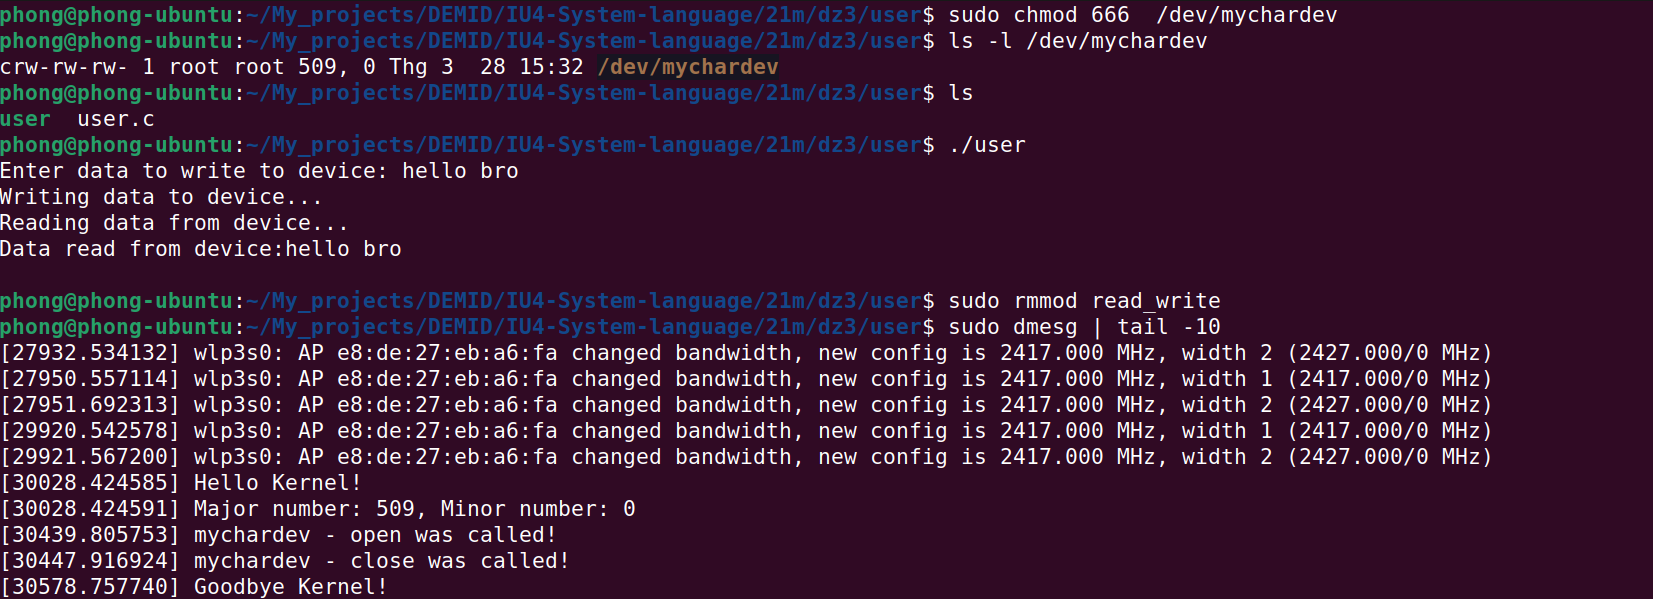 phong@phong-ubuntu:~/My_projects/DEMID/IU4-System-language/21m/dz3/user$ sudo chmod 666  /dev/mychardev
phong@phong-ubuntu:~/My_projects/DEMID/IU4-System-language/21m/dz3/user$ ls -l /dev/mychardev
crw-rw-rw- 1 root root 509, 0 Thg 3  28 15:32 /dev/mychardev
phong@phong-ubuntu:~/My_projects/DEMID/IU4-System-language/21m/dz3/user$ ls
user  user.c
phong@phong-ubuntu:~/My_projects/DEMID/IU4-System-language/21m/dz3/user$ ./user
Enter data to write to device: hello bro
Writing data to device...
Reading data from device...
Data read from device:hello bro
phong@phong-ubuntu:~/My_projects/DEMID/IU4-System-language/21m/dz3/user$ sudo rmmod read_write
phong@phong-ubuntu:~/My_projects/DEMID/IU4-System-language/21m/dz3/user$ sudo dmesg | tail -10
[27932.534132] wlp3s0: AP e8:de:27:eb:a6:fa changed bandwidth, new config is 2417.000 MHz, width 2 (2427.000/0 MHz)
[27950.557114] wlp3s0: AP e8:de:27:eb:a6:fa changed bandwidth, new config is 2417.000 MHz, width 1 (2417.000/0 MHz)
[27951.692313] wlp3s0: AP e8:de:27:eb:a6:fa changed bandwidth, new config is 2417.000 MHz, width 2 (2427.000/0 MHz)
[29920.542578] wlp3s0: AP e8:de:27:eb:a6:fa changed bandwidth, new config is 2417.000 MHz, width 1 (2417.000/0 MHz)
[29921.567200] wlp3s0: AP e8:de:27:eb:a6:fa changed bandwidth, new config is 2417.000 MHz, width 2 (2427.000/0 MHz)
[30028.424585] Hello Kernel!
[30028.424591] Major number: 509, Minor number: 0
[30439.805753] mychardev - open was called!
[30447.916924] mychardev - close was called!
[30578.757740] Goodbye Kernel!